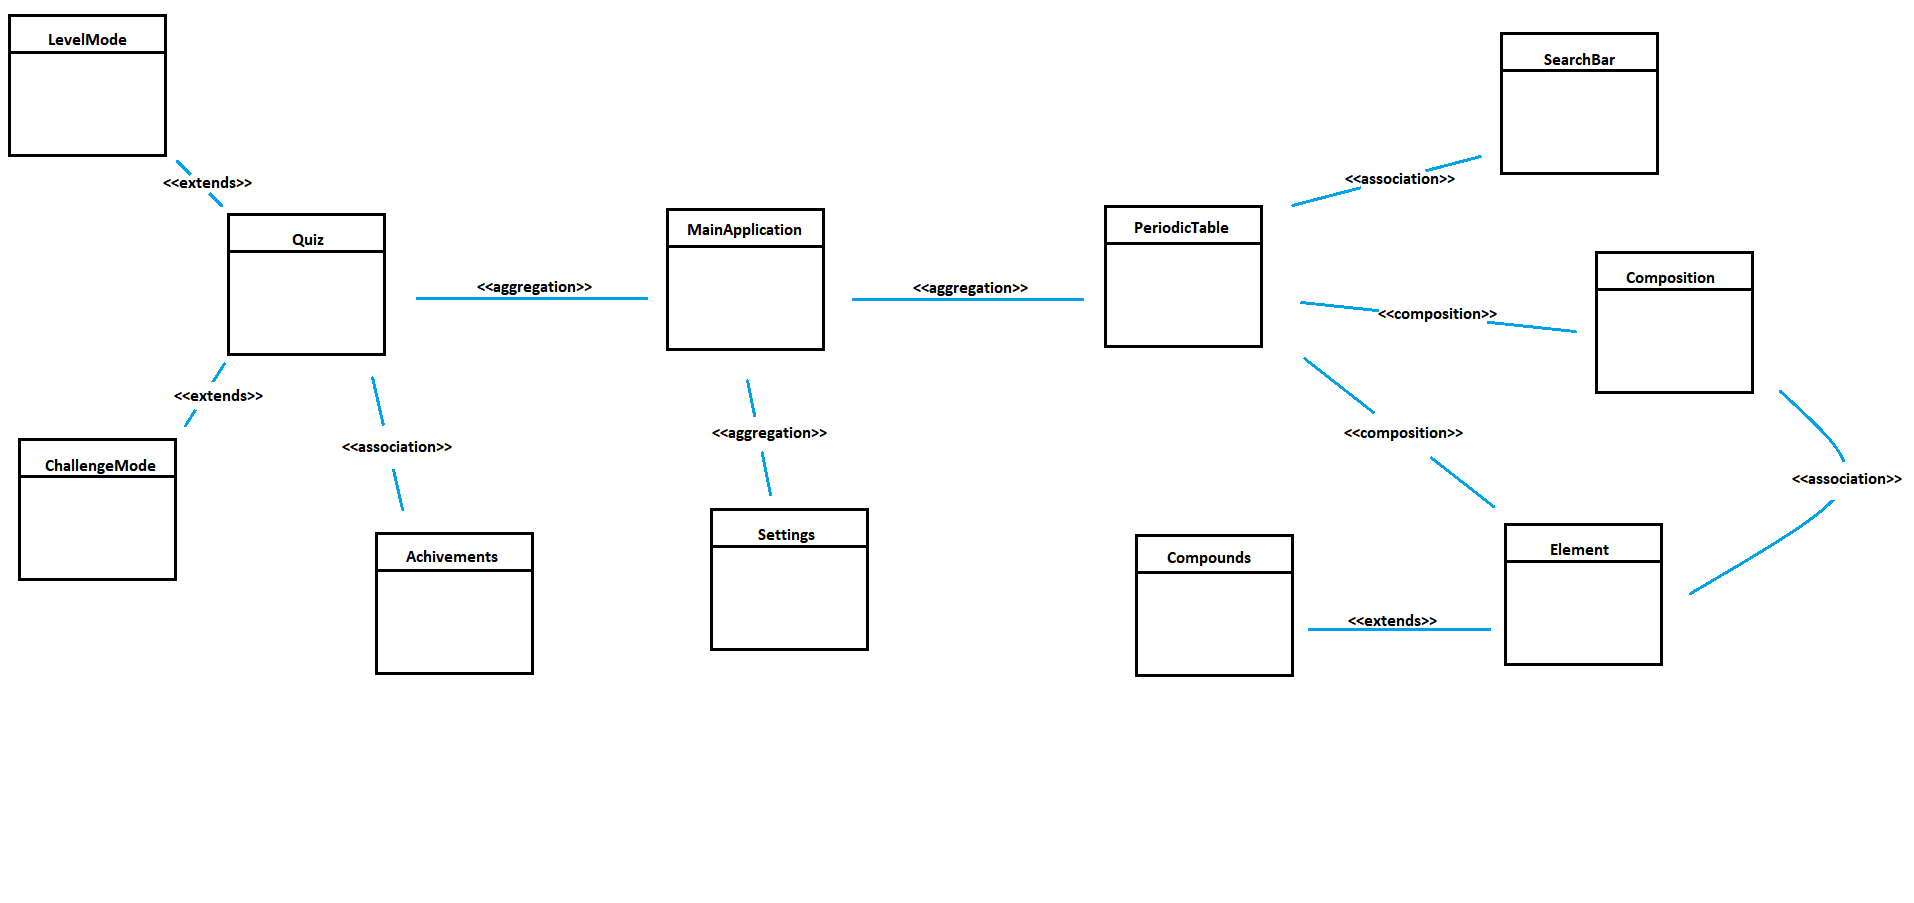 LevelMode
SearchBar
<<extends>>
<<association>>
Quiz
MainApplication
PeriodicTable
Composition
<<aggregation>>
<<aggregation>>
<<composition>>
<<extends>>
<<association>>
<<aggregation>>
<<composition>>
ChallengeMode
<<association>>
Achivements
Settings
Compounds
Element
<<extends>>